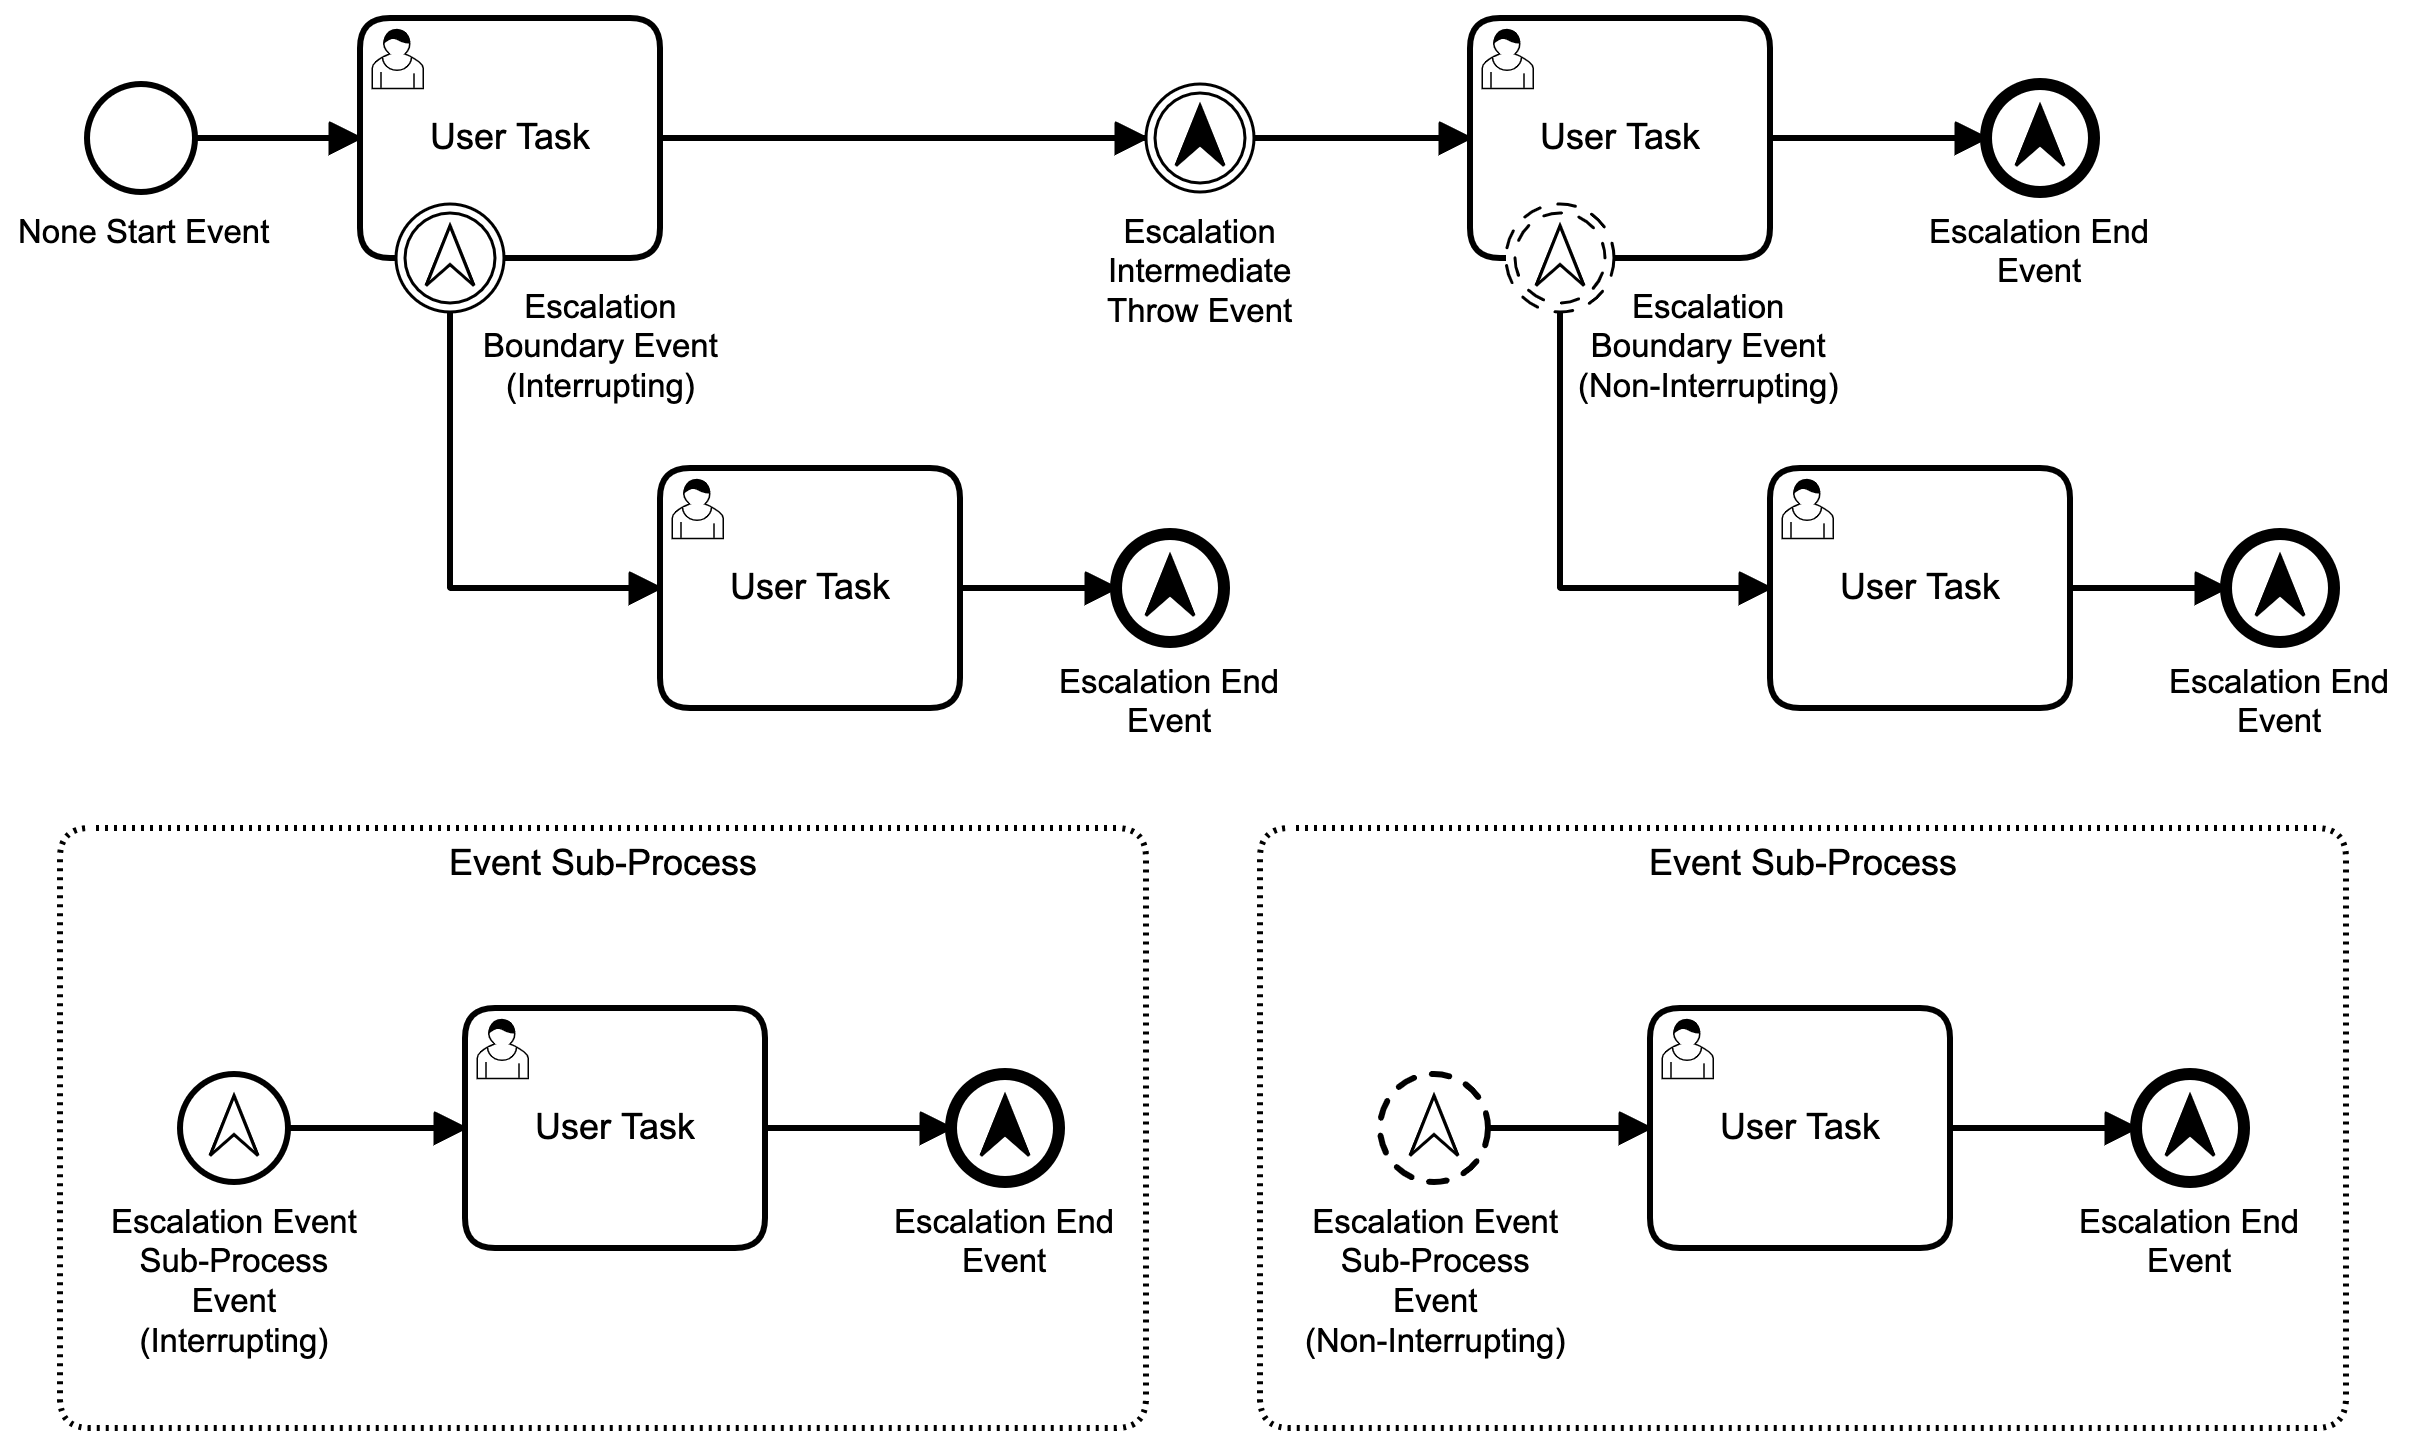 User Task
User Task
None Start Event
Escalation
Intermediate
Throw Event
Escalation End
Event
Escalation
Boundary Event
(Interrupting)
Escalation
Boundary Event
(Non-Interrupting)
User Task
Escalation End
Event
User Task
Escalation End
Event
Event Sub-Process
User Task
Escalation Event
Sub-Process
Event
(Interrupting)
Escalation End
Event
Event Sub-Process
User Task
Escalation Event
Sub-Process
Event
(Non-Interrupting)
Escalation End
Event